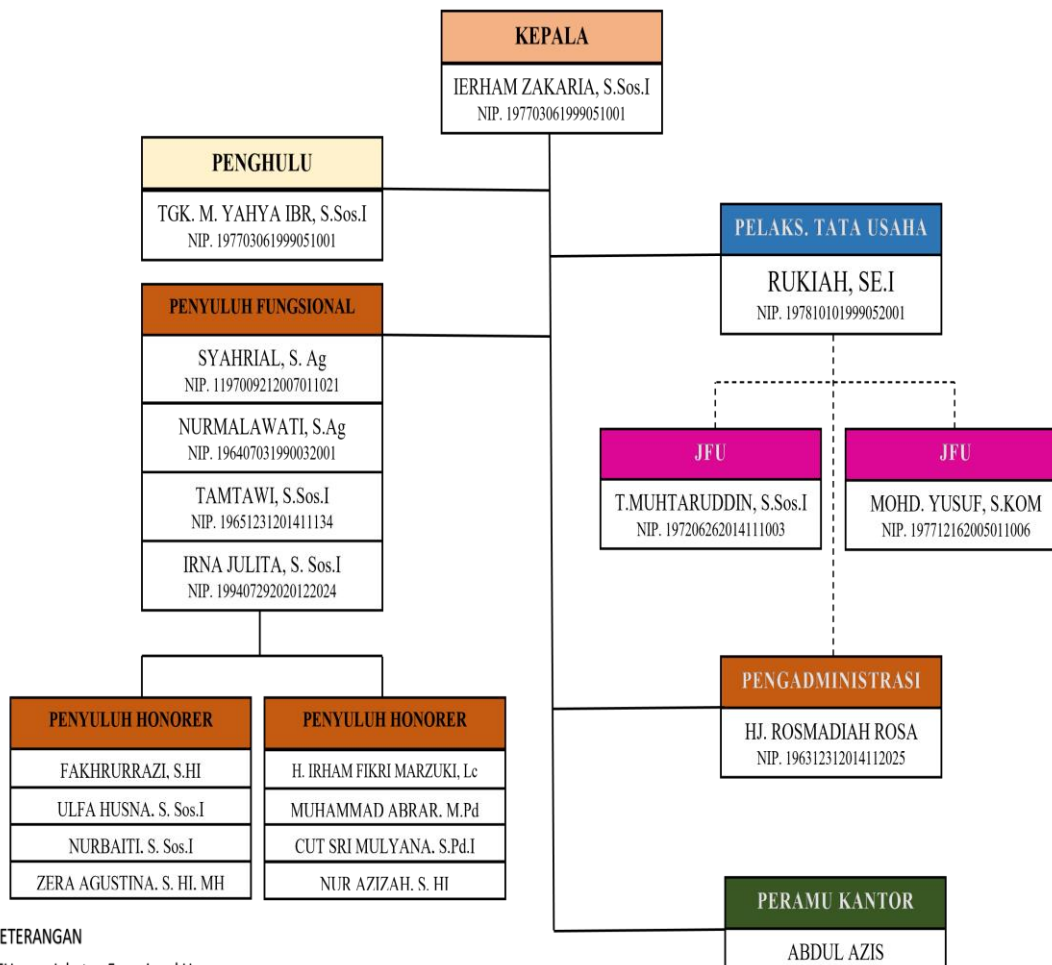 KEPALA
IERHAM ZAKARIA, S.Sos.I
NIP. 197703061999051001
PENGHULU
TGK. M. YAHYA IBR, S.Sos.I
NIP. 197703061999051001
PELAKS. TATA USAHA
RUKIAH, SE.I
NIP. 197810101999052001
PENYULUH FUNGSIONAL
SYAHRIAL, S. Ag
NIP. 1197009212007011021
NURMALAWATI, S.Ag
NIP. 196407031990032001
TAMTAWI, S.Sos.I
NIP. 19651231201411134
IRNA JULITA, S. Sos.I
NIP. 199407292020122024
JFU
T.MUHTARUDDIN, S.Sos.I
NIP. 197206262014111003
JFU
MOHD. YUSUF, S.KOM
NIP. 197712162005011006
PENYULUH HONORER
FAKHRURRAZI, S.HI
ULFA HUSNA. S. Sos.I
NURBAITI. S. Sos.I
ZERA AGUSTINA. S. HI. MH
PENYULUH HONORER
H. IRHAM FIKRI MARZUKI, Lc
MUHAMMAD ABRAR. M.Pd
CUT SRI MULYANA. S.Pd.I
NUR AZIZAH. S. HI
PENGADMINISTRASI
HJ. ROSMADIAH ROSA
NIP. 196312312014112025
PERAMU KANTOR
ABDUL AZIS
ETERANGAN